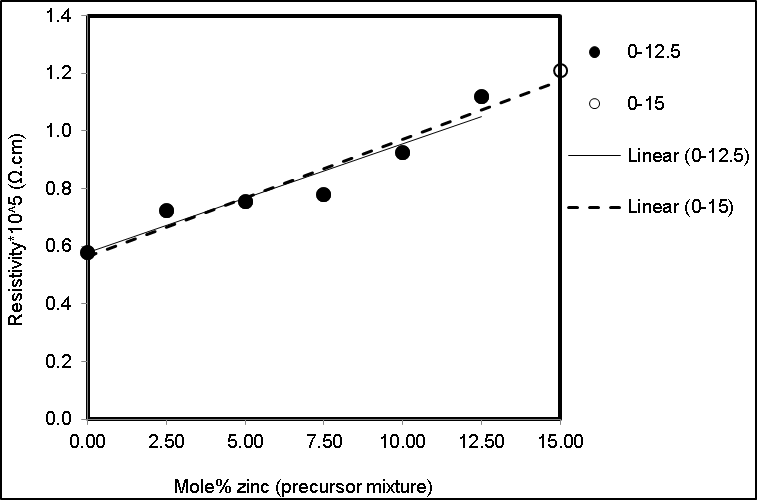 1.4
1.2
1.0
0.8
0.6
0.4
0.2
0.0
Resistivity*10^5 (Ω.cm)
0.00 2.50 5.00 7.50 10.00 12.50 15.00
Mole% zinc (precursor mixture)
0-12.5
0-15
Linear (0-12.5)
Linear (0-15)